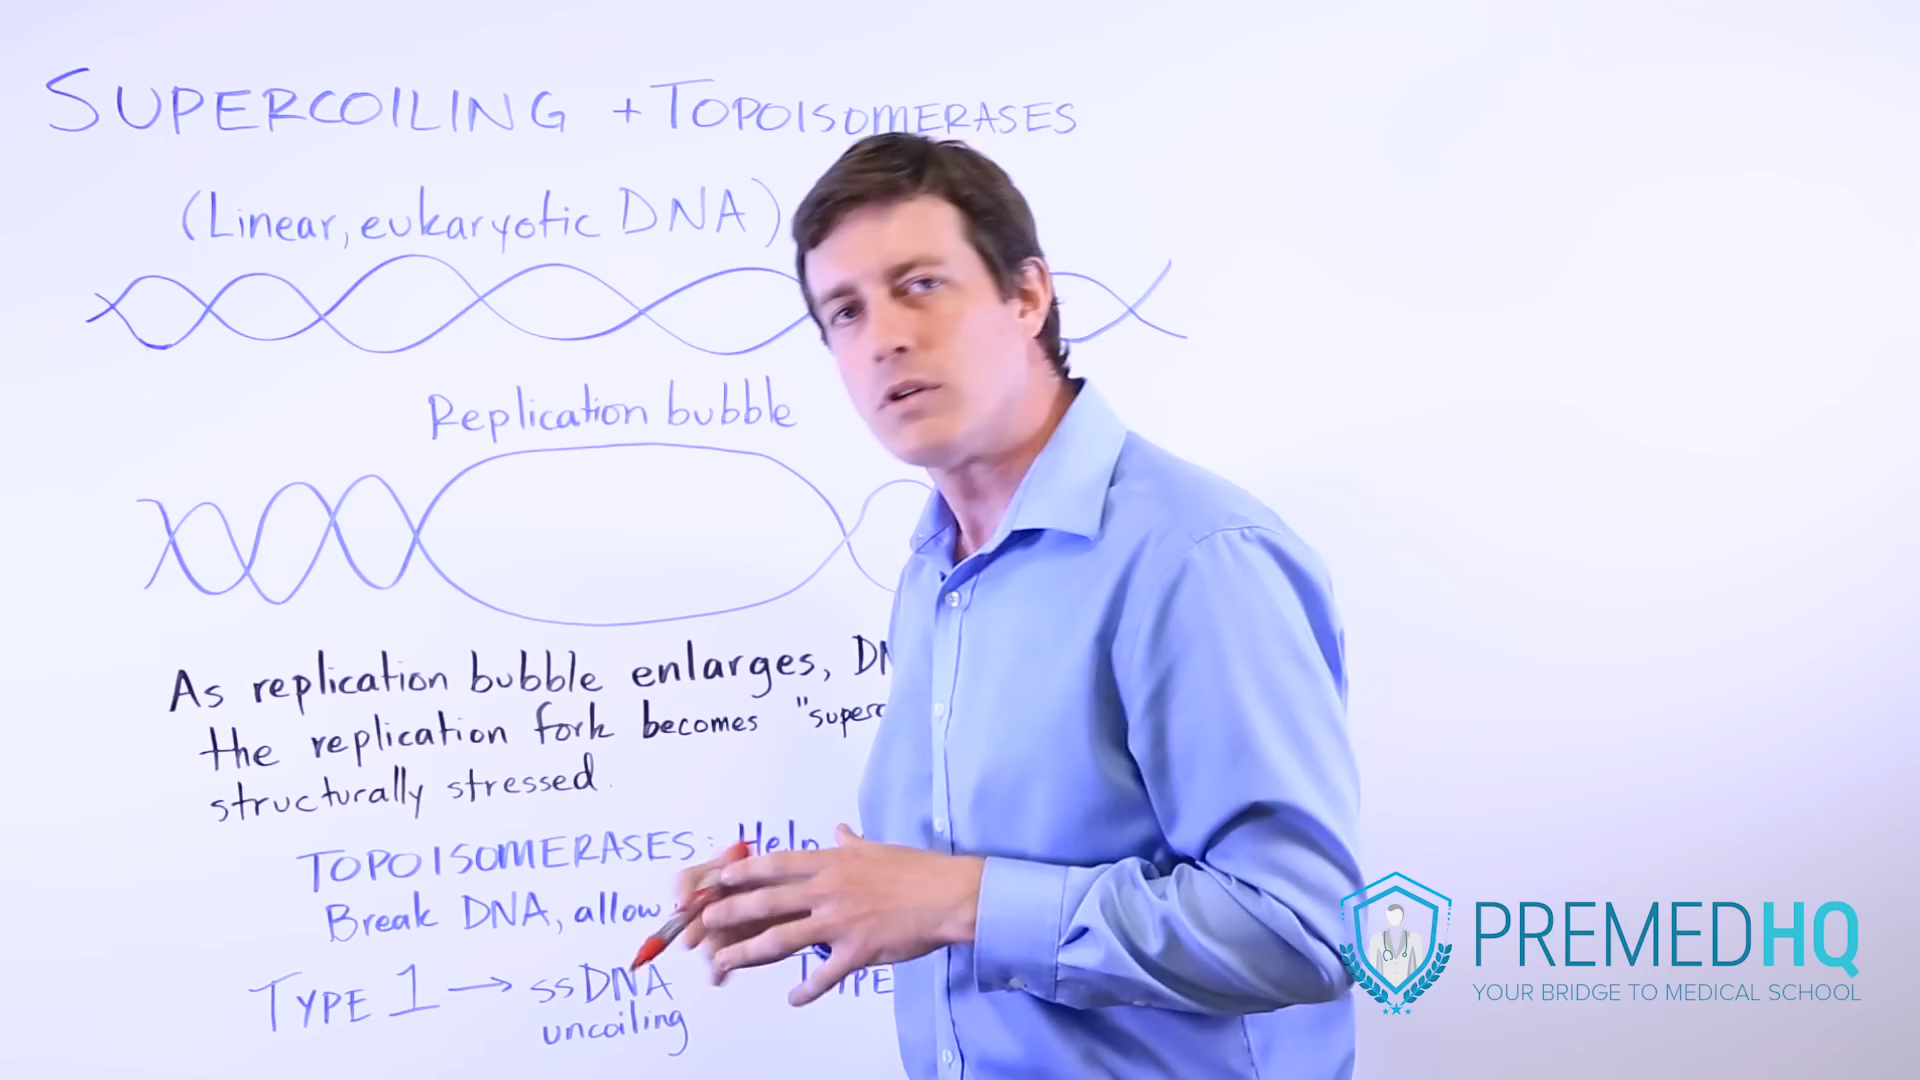 SUPERCOILING + TOPOISOMERASES
(Linear, eukaryotic DNA)
Replication bubble
As replication bubble enlarges,
the replication fork becomes
structurally stressed.
TOPOISOMERASES: Help
Break DNA, allow
TYPE 1 → ssDNA
uncoiling
TYPE
PREMEDHQ
YOUR BRIDGE TO MEDICAL SCHOOL